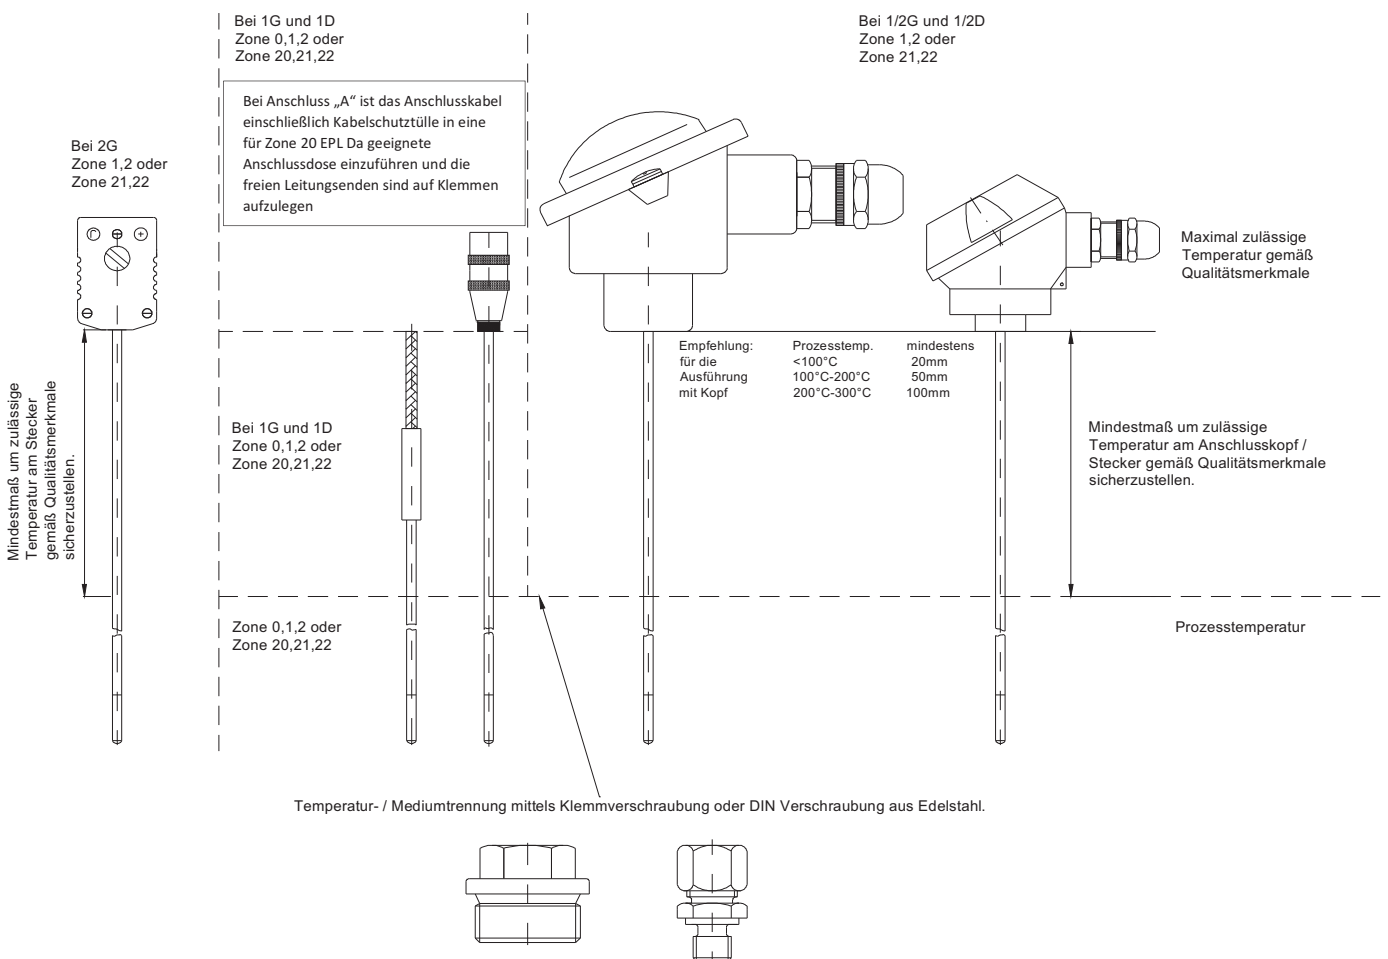 Bei 1G und 1D
Zone 0,1,2 oder
Zone 20,21,22
Bei 1/2G und 1/2D
Zone 1,2 oder
Zone 21,22
Bei Anschluss „A“ ist das Anschlusskabel
einschließlich Kabelschutztülle in eine
für Zone 20 EPL Da geeignete
Anschlussdose einzuführen und die
freien Leitungsenden sind auf Klemmen
aufzulegen
Bei 2G
Zone 1,2 oder
Zone 21,22
Maximal zulässige
Temperatur gemäß
Qualitätsmerkmale
Empfehlung: Prozesstemp. mindestens
für die <100°C 20mm
Ausführung 100°C-200°C 50mm
mit Kopf 200°C-300°C 100mm
Mindestmaß um zulässige
Temperatur am Stecker
gemäß Qualitätsmerkmale
sicherzustellen.
Bei 1G und 1D
Zone 0,1,2 oder
Zone 20,21,22
Mindestmaß um zulässige
Temperatur am Anschlusskopf /
Stecker gemäß Qualitätsmerkmale
sicherzustellen.
Zone 0,1,2 oder
Zone 20,21,22
Prozesstemperatur
Temperatur- / Mediumtrennung mittels Klemmverschraubung oder DIN Verschraubung aus Edelstahl.